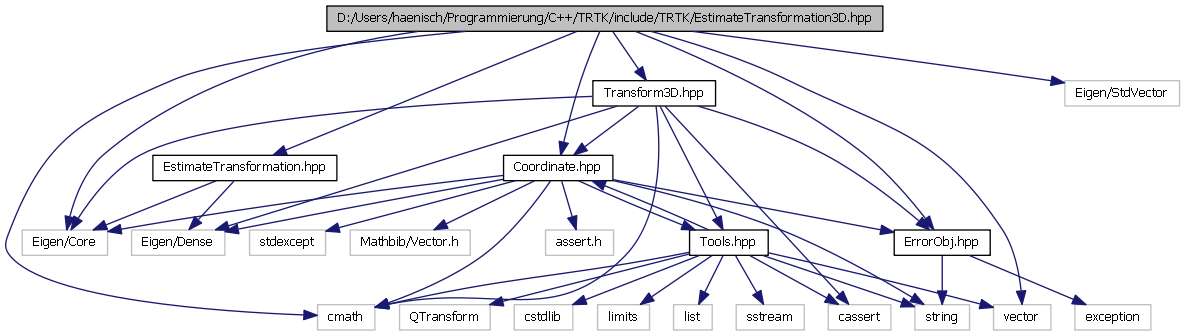 D:/Users/haenisch/Programmierung/C++/TRTK/include/TRTK/EstimateTransformation3D.hpp
Transform3D.hpp
Eigen/StdVector
EstimateTransformation.hpp
Coordinate.hpp
Eigen/Core
Eigen/Dense
stdexcept
Mathbib/Vector.h
assert.h
Tools.hpp
ErrorObj.hpp
cmath
QTransform
cstdlib
limits
list
sstream
cassert
string
vector
exception